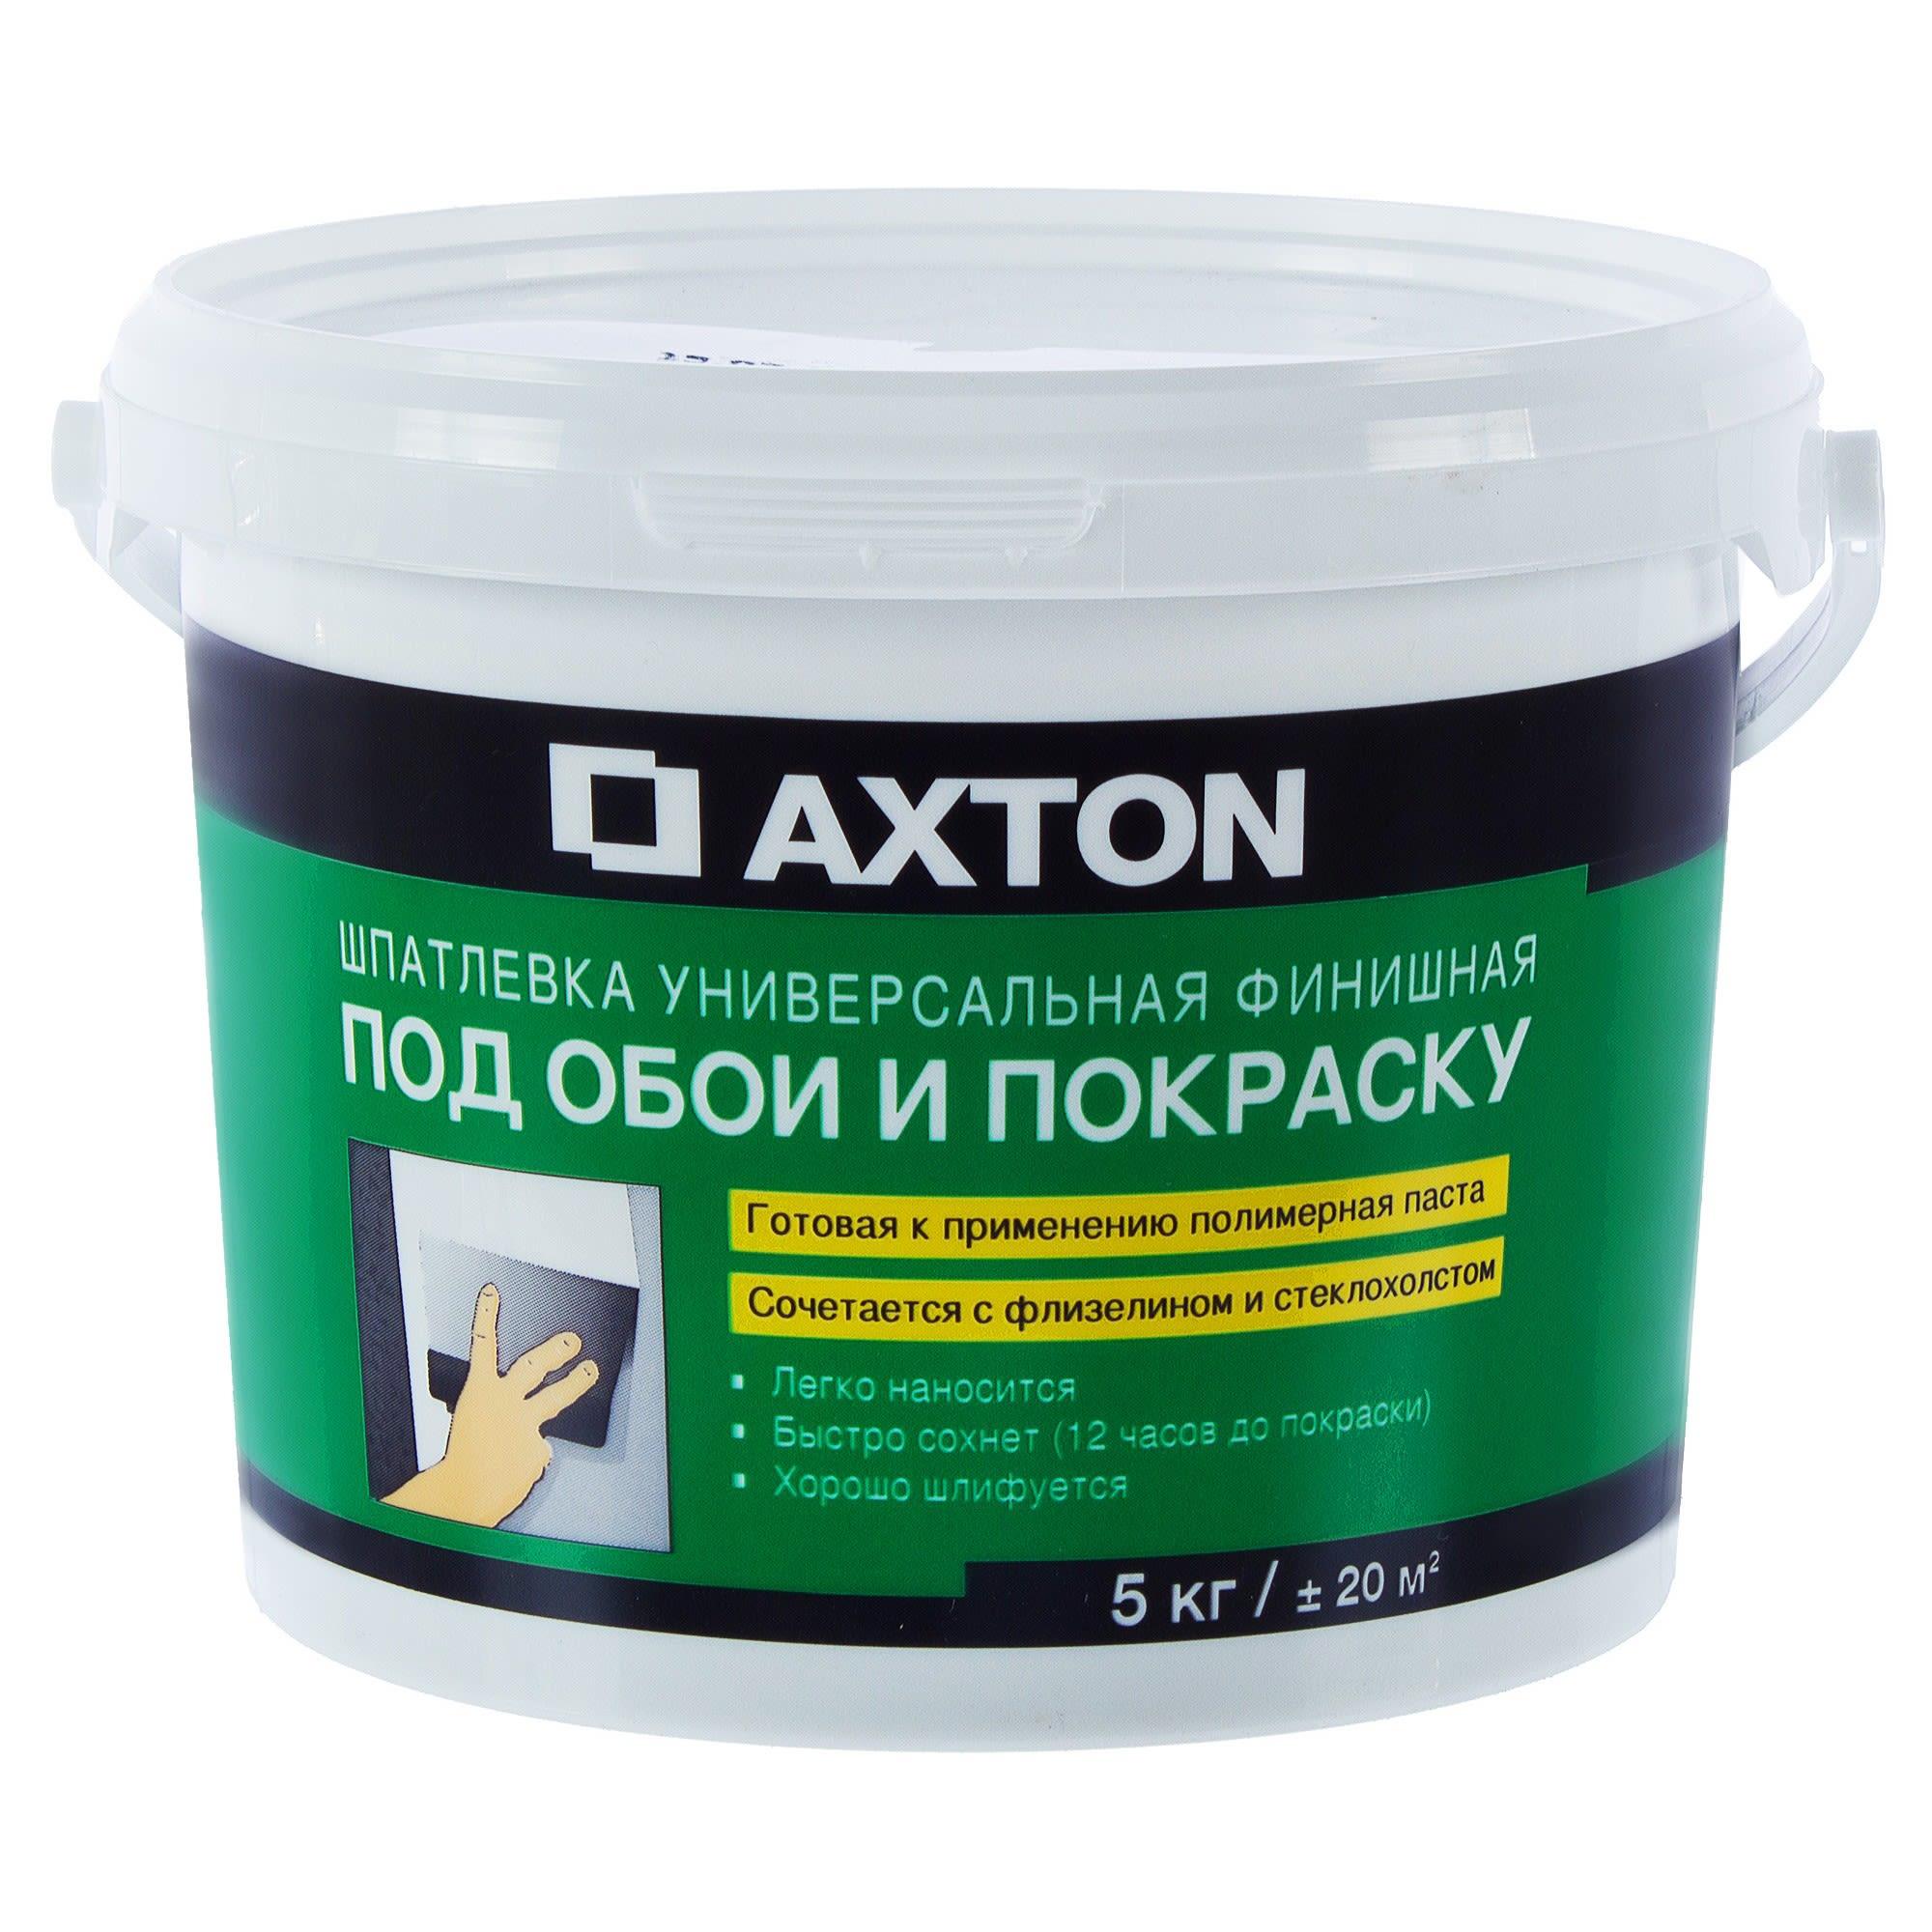 AXTON
ШПАТЛЕВКА УНИВЕРСАЛЬНАЯ ФИНИШНАЯ
ПОД ОБОИ И ПОКРАСКУ
Готовая к применению полимерная паста
Сочетается с флизелином и стеклохолстом
▪ Легко наносится
▪ Быстро сохнет (12 часов до покраски)
▪ Хорошо шлифуется
5 кг / ± 20 м²